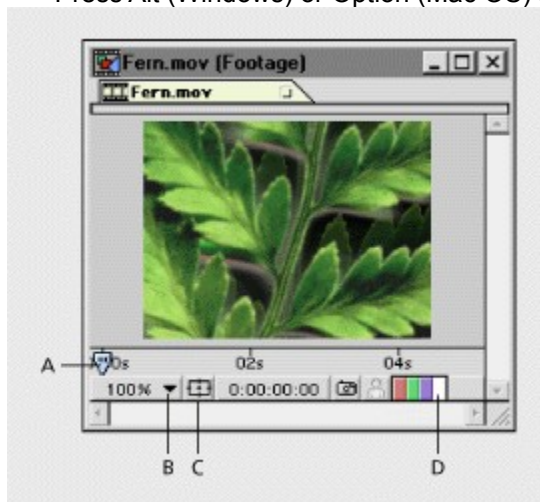 Press Alt (Windows) or Option (Mac OS)
Fern.mov (Footage)
Fern.mov
0s 02s 04s
A
100% 0:00:00:00
B C D